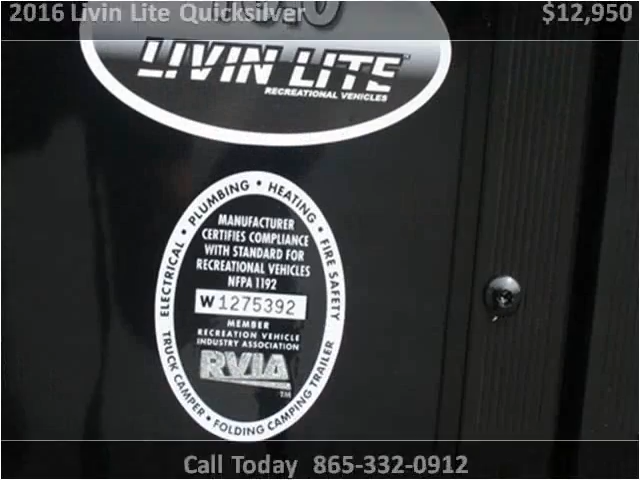 2016 Livin Lite Quicksilver $12,950
LIVIN LITE™
RECREATIONAL VEHICLES
ELECTRICAL • PLUMBING • HEATING • FIRE SAFETY
MANUFACTURER
CERTIFIES COMPLIANCE
WITH STANDARD FOR
RECREATIONAL VEHICLES
NFPA 1192
W1275392
MEMBER
RECREATION VEHICLE
INDUSTRY ASSOCIATION
RVIA™
TRUCK CAMPER • FOLDING CAMPING TRAILER
Call Today 865-332-0912